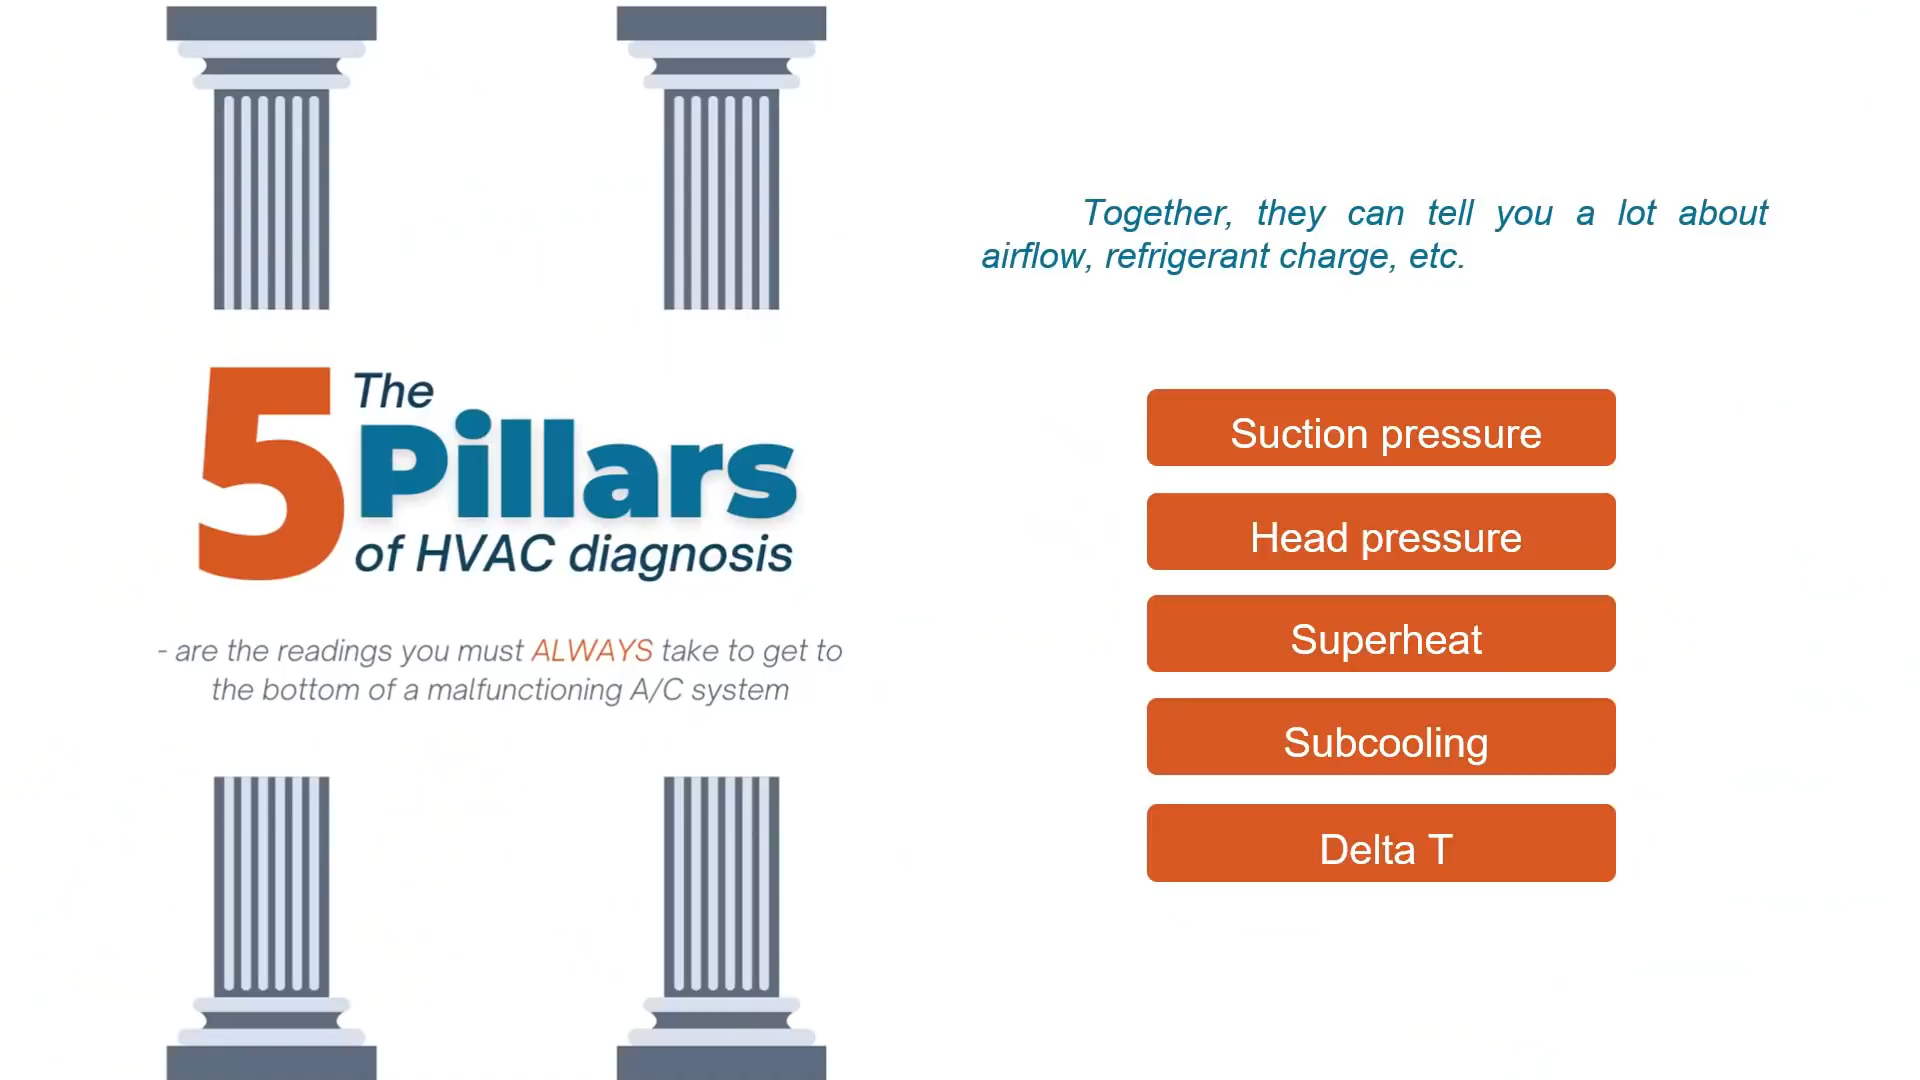 5 The
Pillars
of HVAC diagnosis
- are the readings you must ALWAYS take to get to
the bottom of a malfunctioning A/C system
Together, they can tell you a lot about
airflow, refrigerant charge, etc.
Suction pressure
Head pressure
Superheat
Subcooling
Delta T